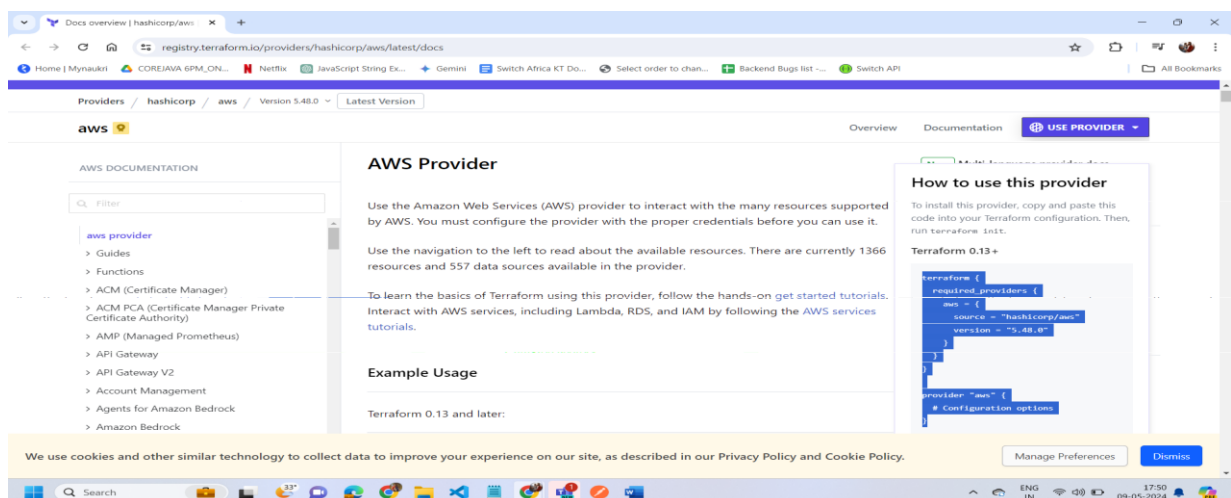 Docs overview | hashicorp/aws
registry.terraform.io/providers/hashicorp/aws/latest/docs
Home | Mynaukri
COREJAVA 6PM_ON...
Netflix
JavaScript String Ex...
Gemini
Switch Africa KT Do...
Select order to chan...
Backend Bugs list -...
Switch API
All Bookmarks
Providers / hashicorp / aws / Version 5.48.0
Latest Version
aws
Overview
Documentation
USE PROVIDER
AWS DOCUMENTATION
Filter
aws provider
> Guides
> Functions
> ACM (Certificate Manager)
> ACM PCA (Certificate Manager Private
Certificate Authority)
> AMP (Managed Prometheus)
> API Gateway
> API Gateway V2
> Account Management
> Agents for Amazon Bedrock
> Amazon Bedrock
AWS Provider
Use the Amazon Web Services (AWS) provider to interact with the many resources supported
by AWS. You must configure the provider with the proper credentials before you can use it.
Use the navigation to the left to read about the available resources. There are currently 1366
resources and 557 data sources available in the provider.
To learn the basics of Terraform using this provider, follow the hands-on get started tutorials.
Interact with AWS services, including Lambda, RDS, and IAM by following the AWS services
tutorials.
Example Usage
Terraform 0.13 and later:
How to use this provider
To install this provider, copy and paste this
code into your Terraform configuration. Then,
run terraform init.
Terraform 0.13+
terraform {
required_providers {
aws = {
source = "hashicorp/aws"
version = "5.48.0"
}
}
}
provider "aws" {
# Configuration options
}
We use cookies and other similar technology to collect data to improve your experience on our site, as described in our Privacy Policy and Cookie Policy.
Manage Preferences
Dismiss
Search
33°
ENG
IN
17:50
09-05-2024